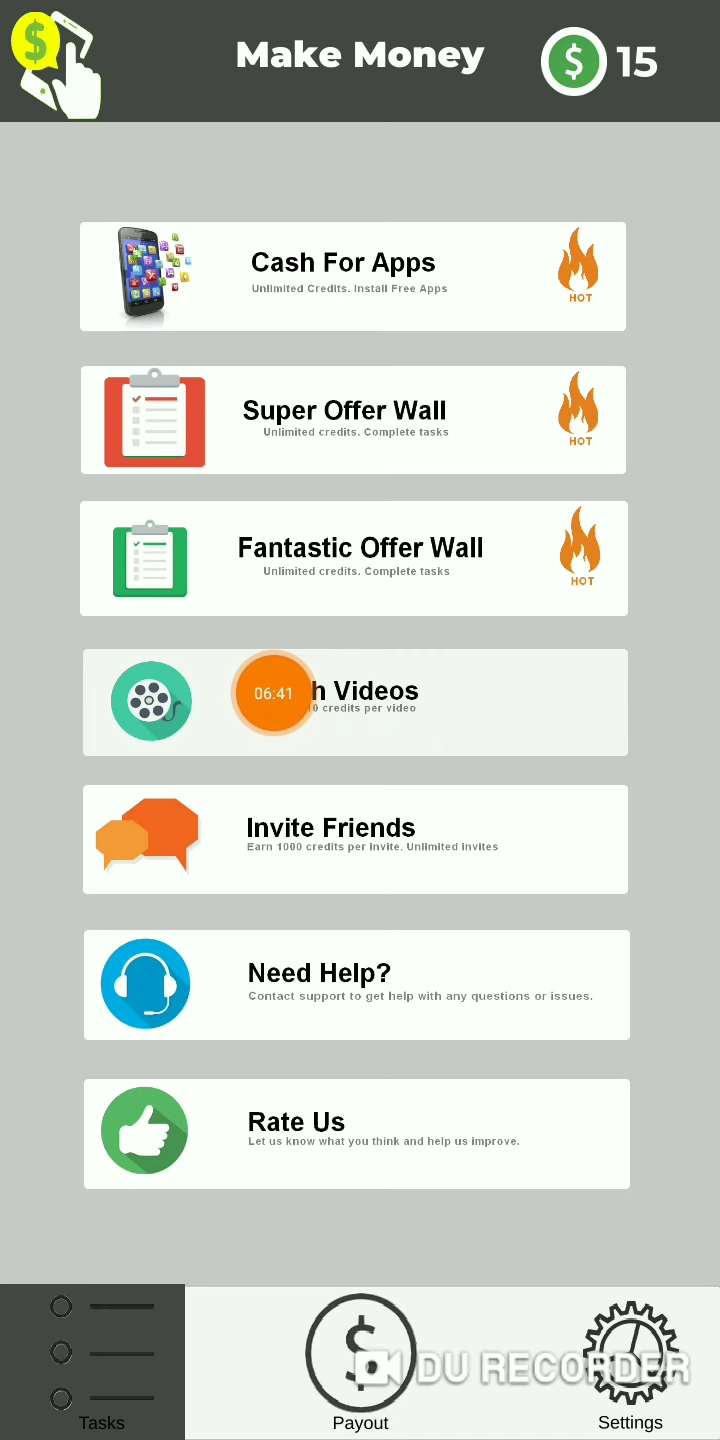 $
Make Money
$ 15
Cash For Apps
Unlimited Credits. Install Free Apps
HOT
Super Offer Wall
Unlimited credits. Complete tasks
HOT
Fantastic Offer Wall
Unlimited credits. Complete tasks
HOT
06:41
h Videos
0 credits per video
Invite Friends
Earn 1000 credits per invite. Unlimited invites
Need Help?
Contact support to get help with any questions or issues.
Rate Us
Let us know what you think and help us improve.
$
DU RECORDER
Tasks
Payout
Settings